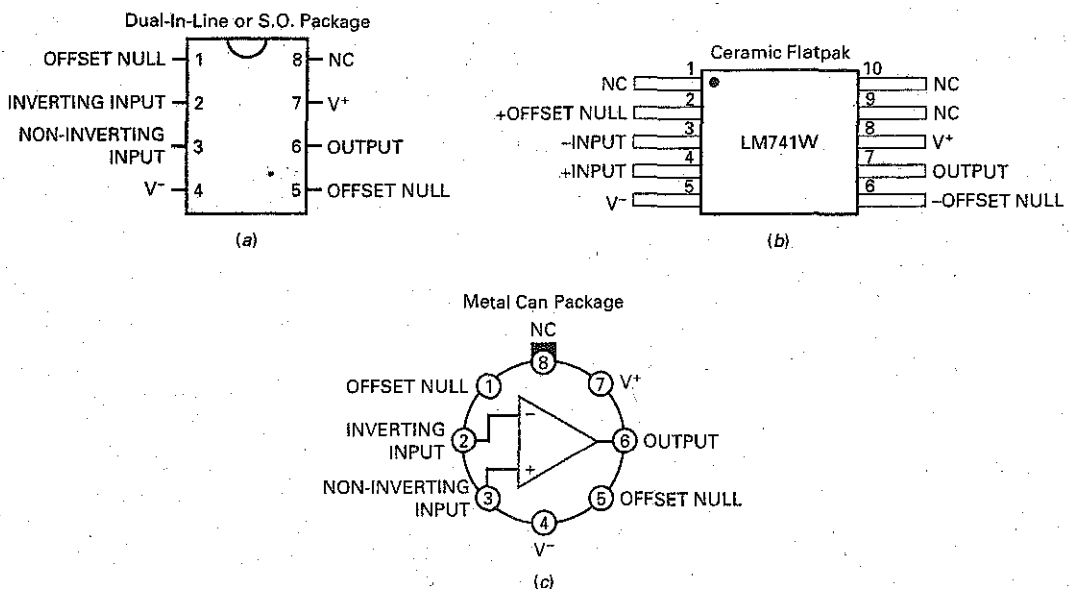 Dual-In-Line or S.O. Package
OFFSET NULL 1 8 NC
INVERTING INPUT 2 7 V+
NON-INVERTING
INPUT 3 6 OUTPUT
V− 4 5 OFFSET NULL
(a)
Ceramic Flatpak
NC 1 10 NC
+OFFSET NULL 2 9 NC
−INPUT 3 LM741W 8 V+
+INPUT 4 7 OUTPUT
V− 5 6 −OFFSET NULL
(b)
Metal Can Package
NC
8
OFFSET NULL 1 7 V+
INVERTING
INPUT 2 − 6 OUTPUT
+
NON-INVERTING
INPUT 3 5 OFFSET NULL
4
V−
(c)